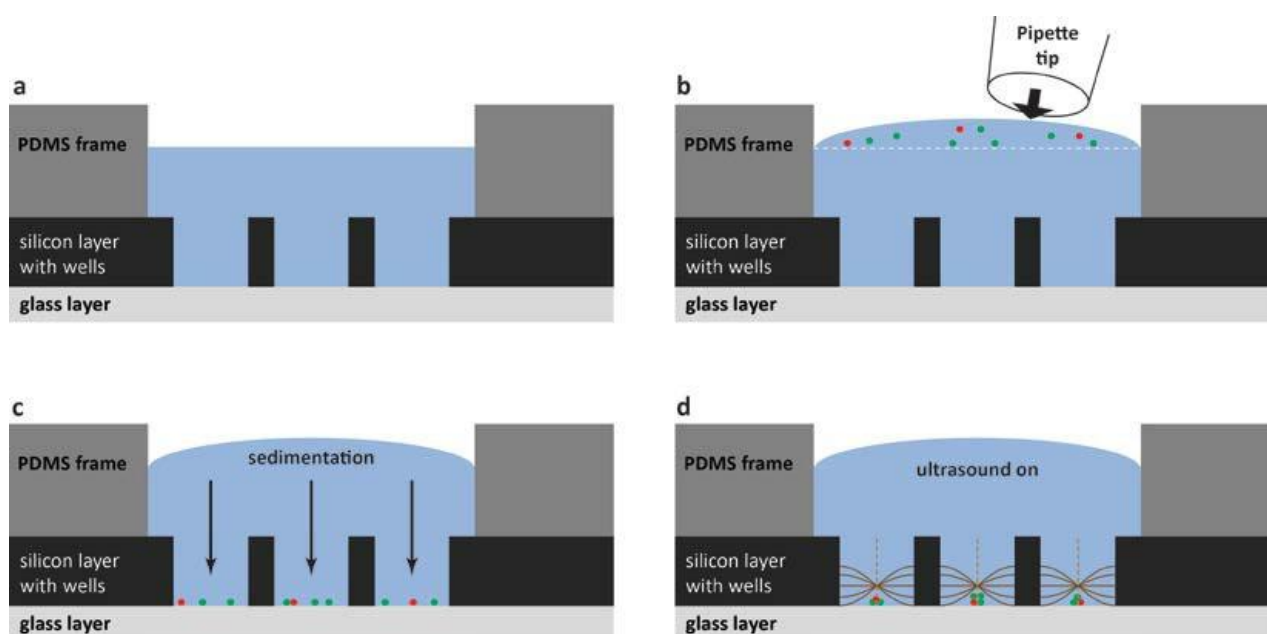 a
PDMS frame
silicon layer
with wells
glass layer
b
Pipette
tip
PDMS frame
silicon layer
with wells
glass layer
c
PDMS frame
sedimentation
silicon layer
with wells
glass layer
d
PDMS frame
ultrasound on
silicon layer
with wells
glass layer